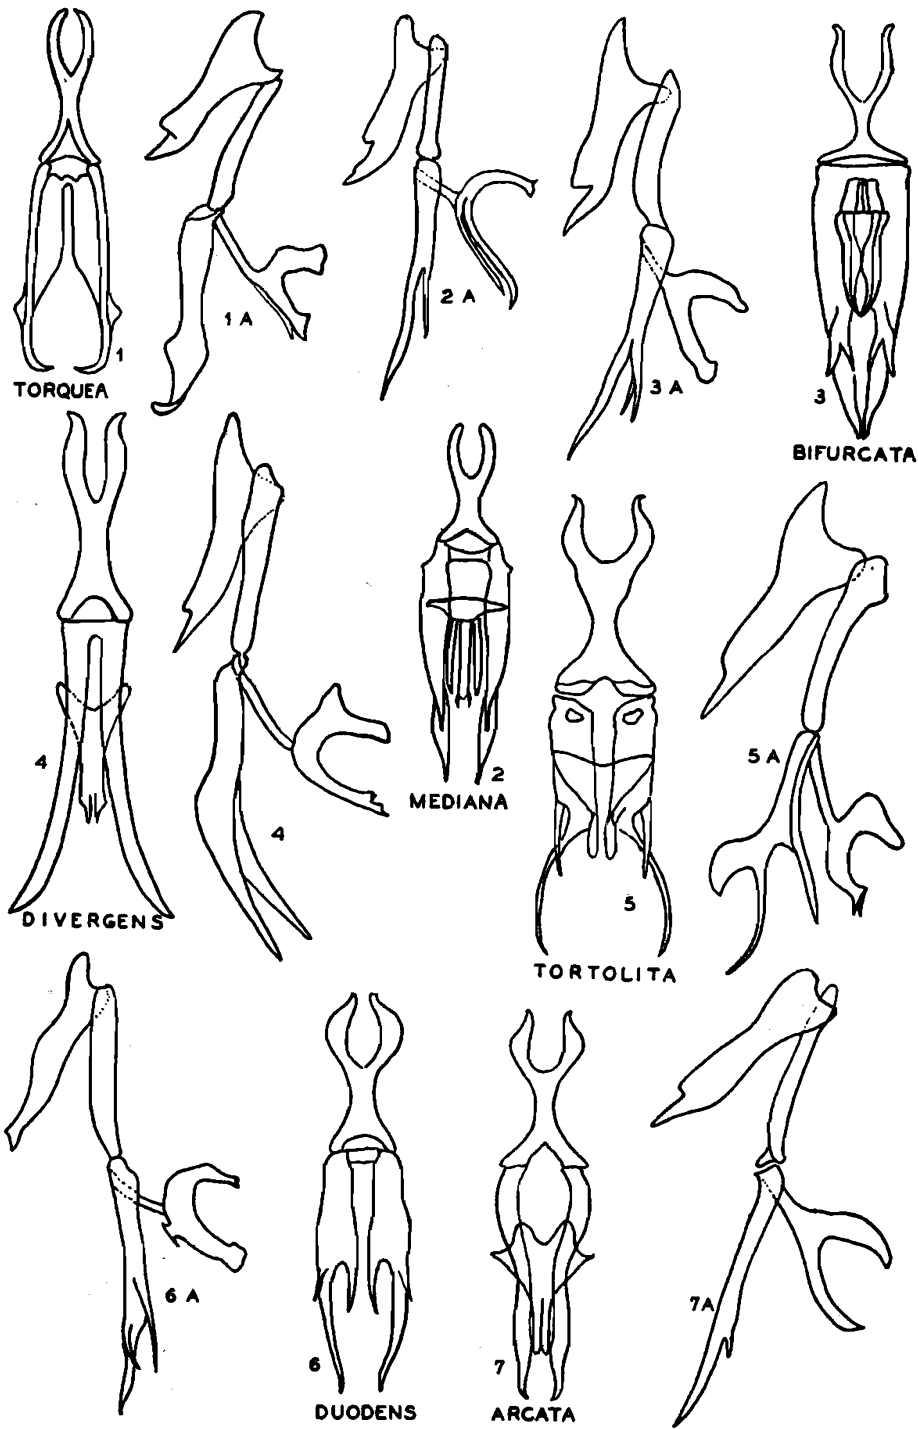 1
TORQUEA
1 A
2 A
3 A
3
BIFURCATA
4
DIVERGENS
4
2
MEDIANA
5
TORTOLITA
5 A
6 A
6
DUODENS
7
ARCATA
7A